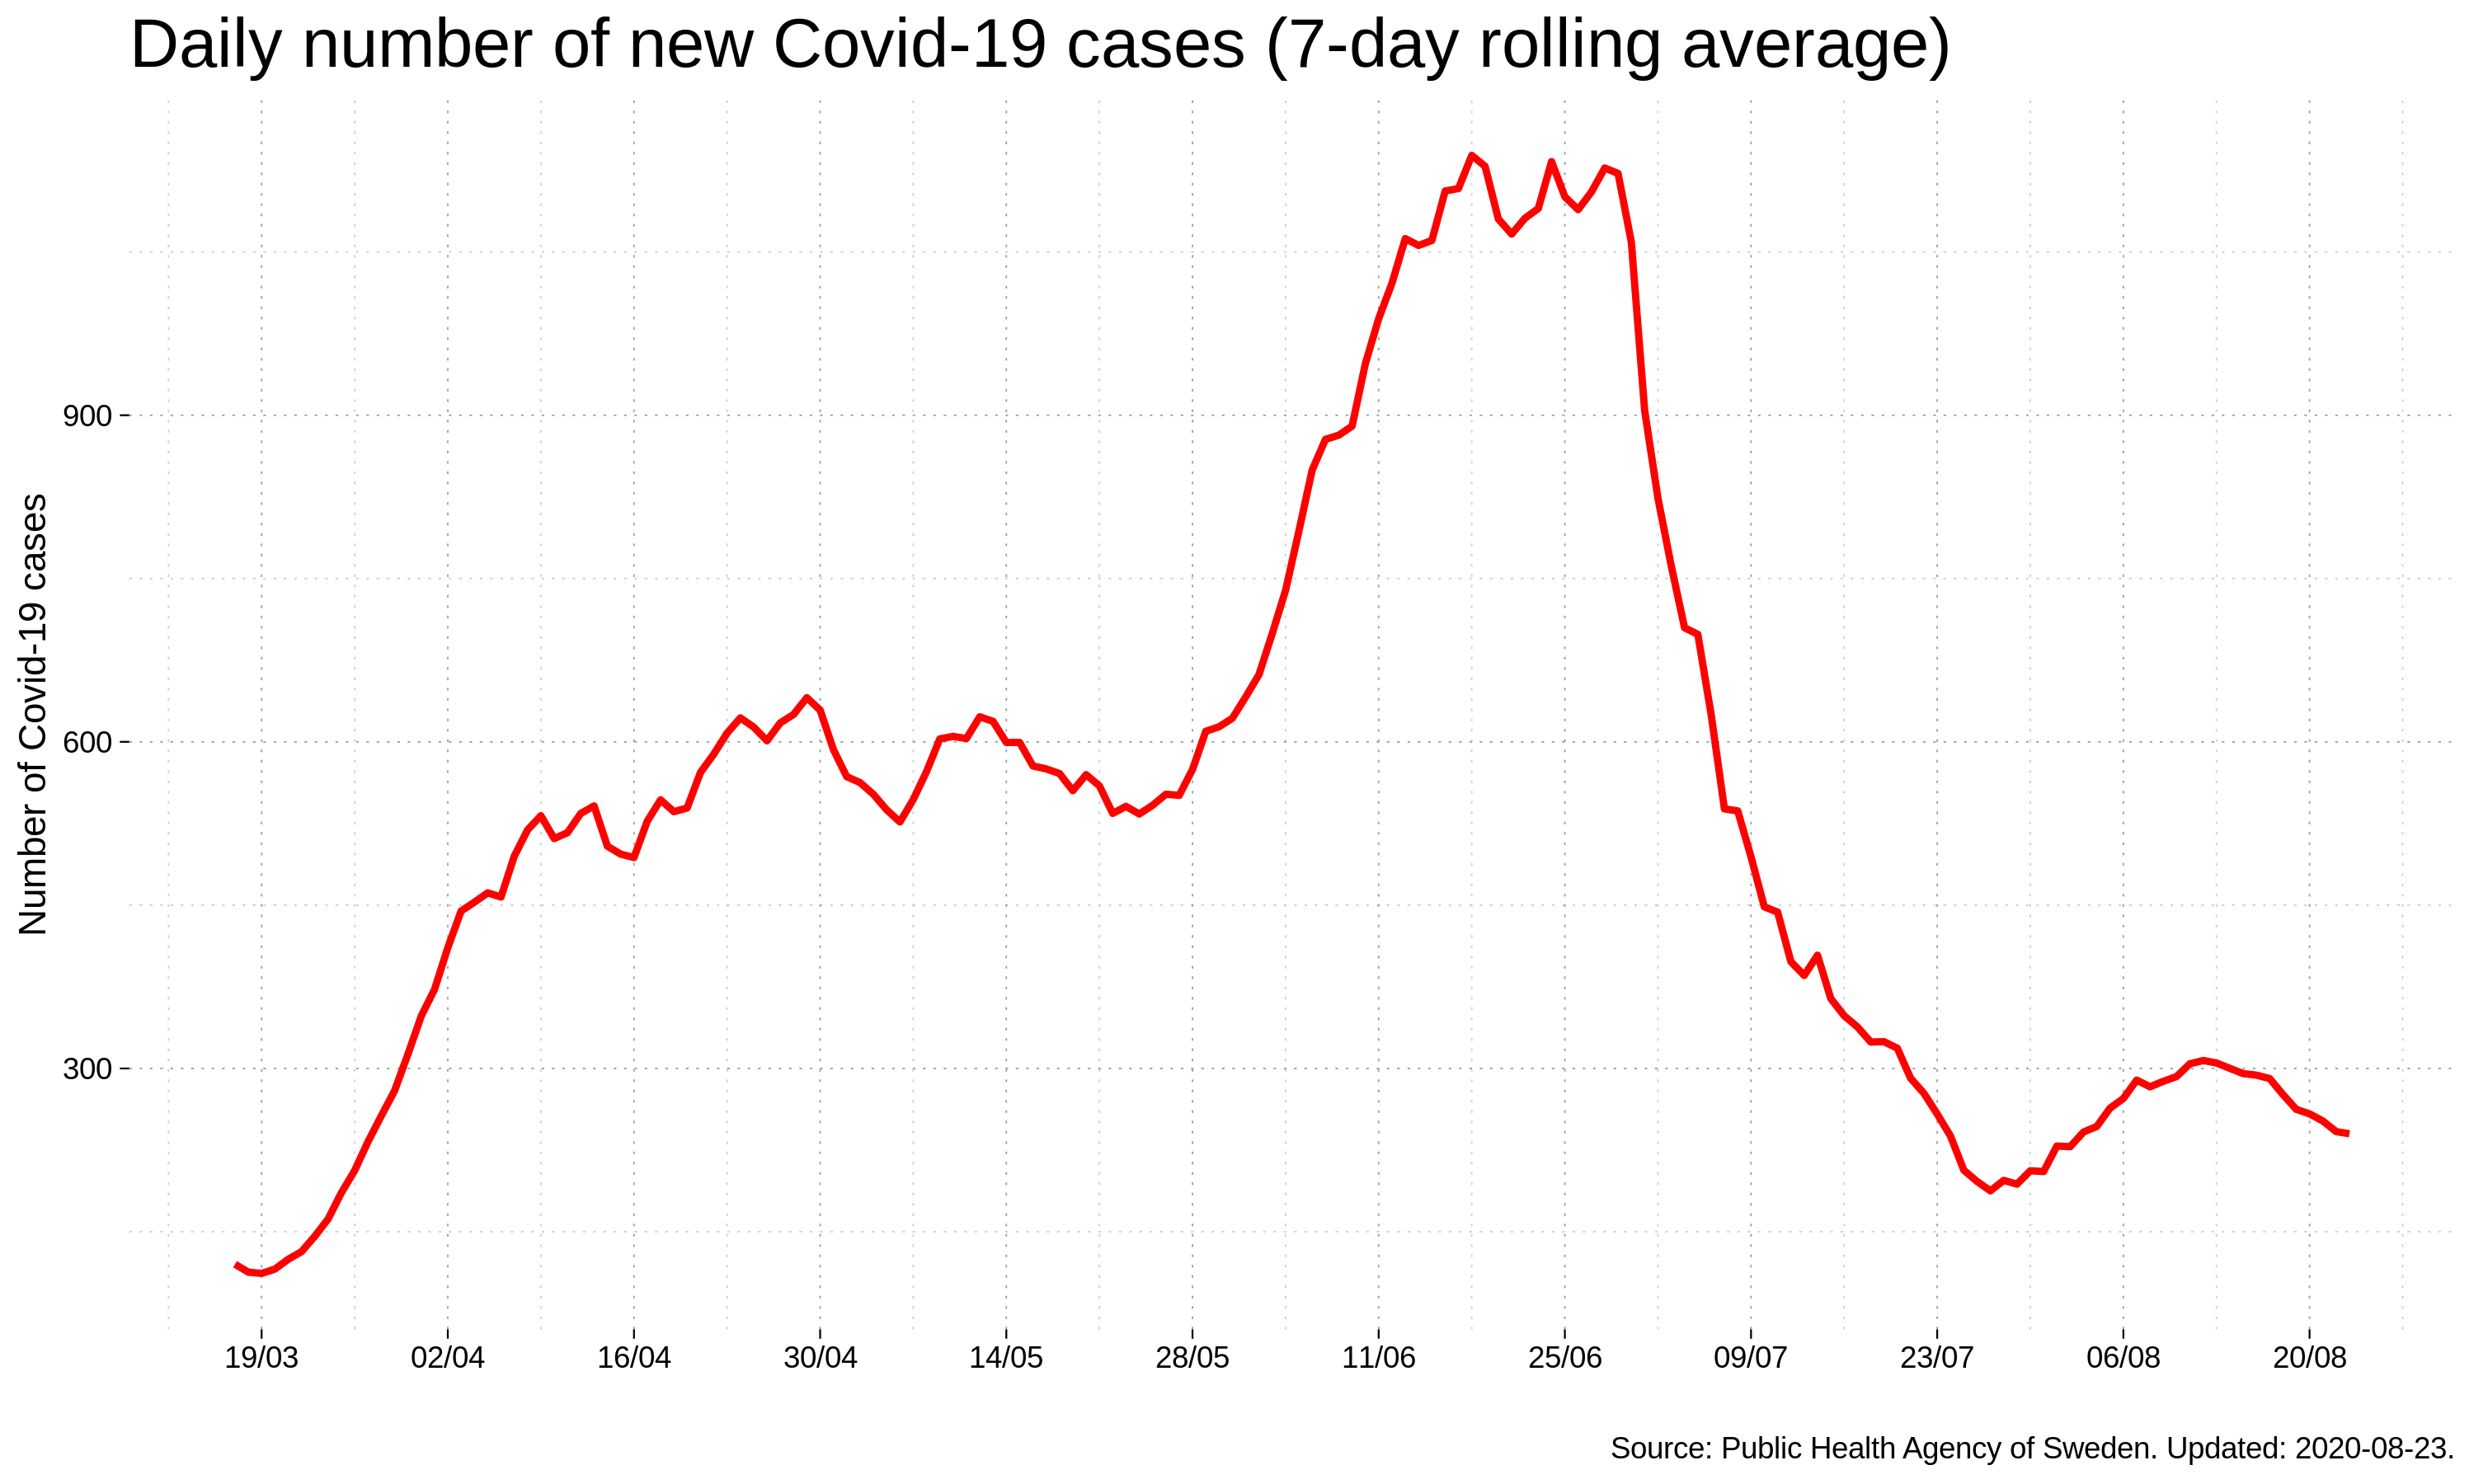 Daily number of new Covid-19 cases (7-day rolling average)
Number of Covid-19 cases
900
600
300
19/03 02/04 16/04 30/04 14/05 28/05 11/06 25/06 09/07 23/07 06/08 20/08
Source: Public Health Agency of Sweden. Updated: 2020-08-23.